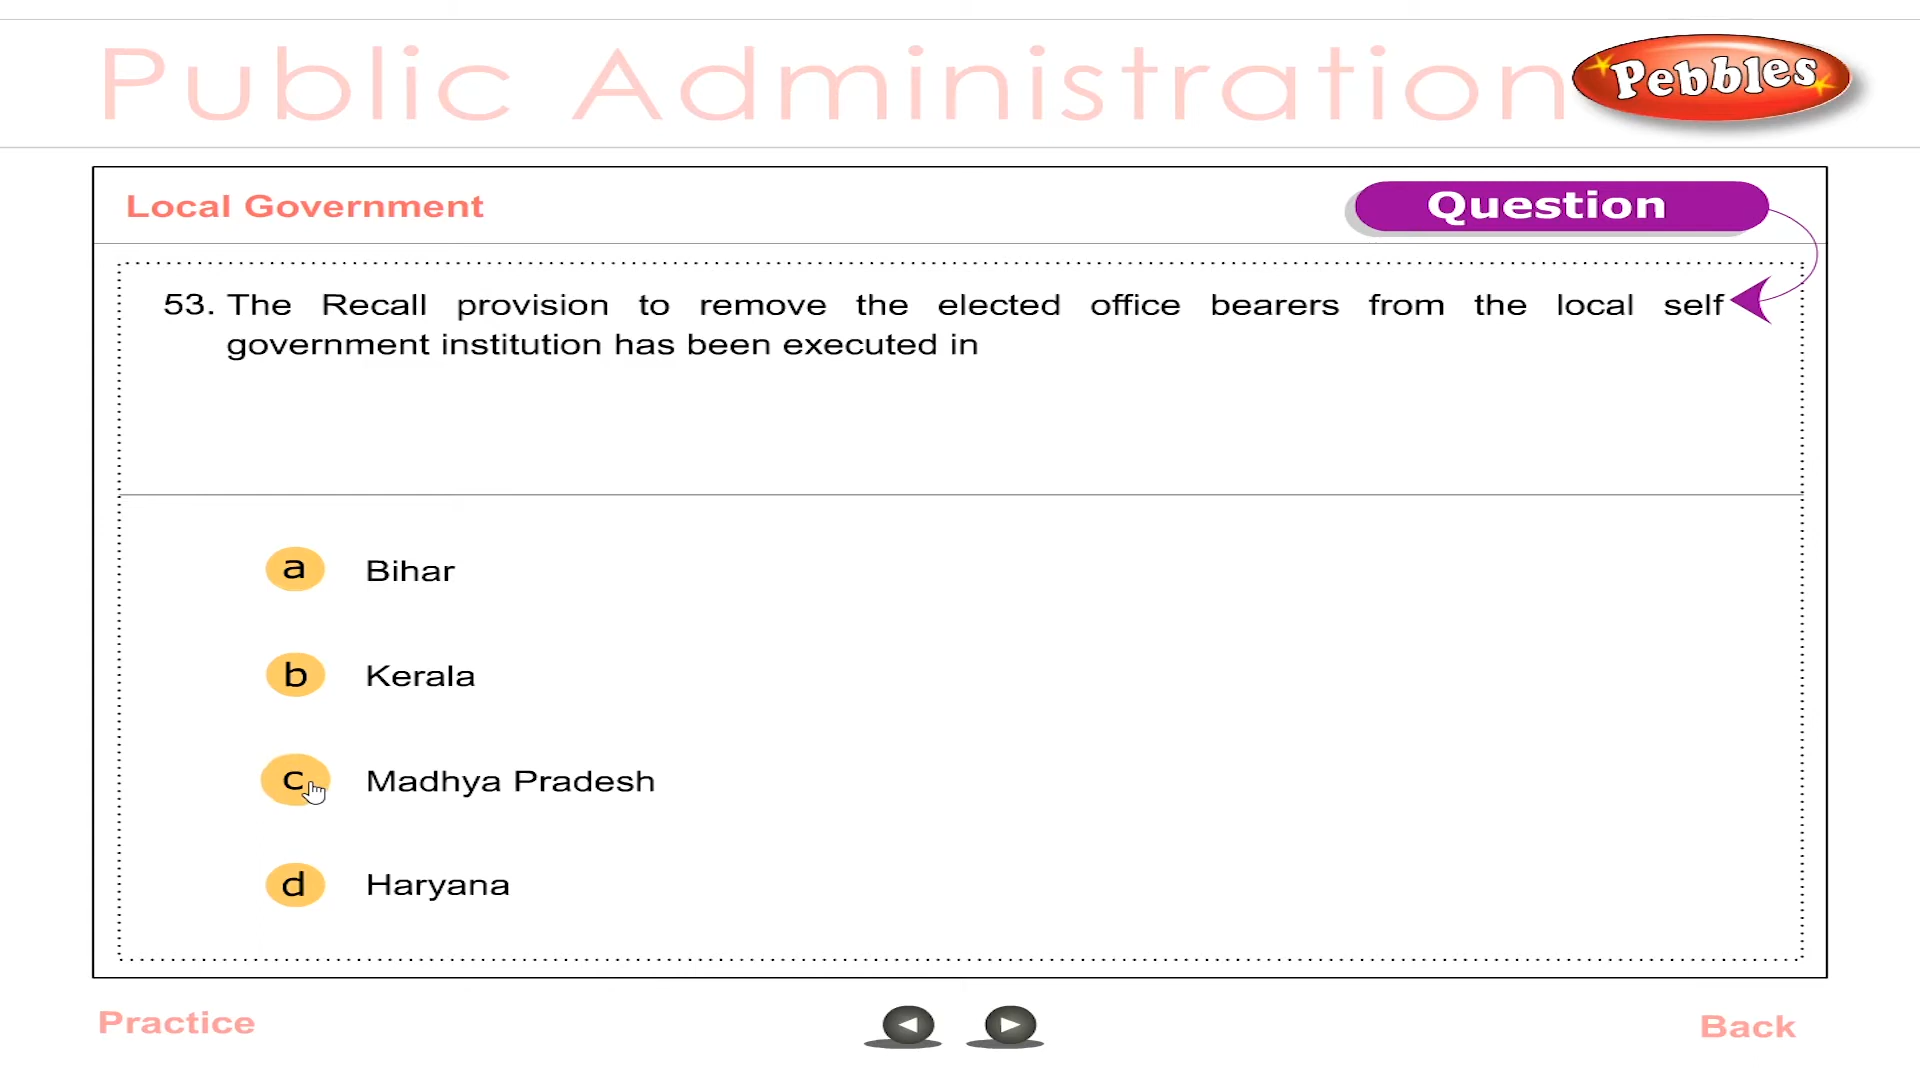 Public Administration
Pebbles
Local Government
Question
53. The Recall provision to remove the elected office bearers from the local self
government institution has been executed in
a Bihar
b Kerala
c Madhya Pradesh
d Haryana
Practice
Back